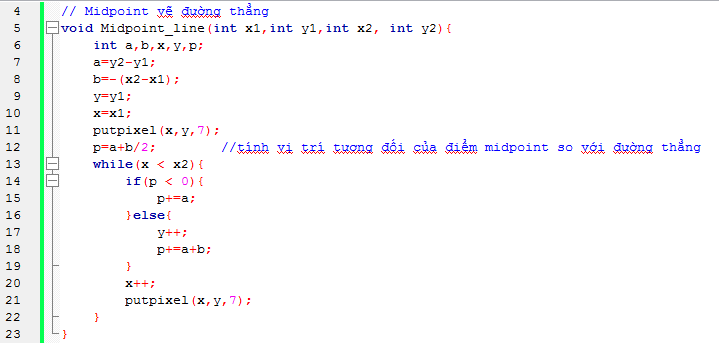 4 // Midpoint vẽ đường thẳng
5 void Midpoint_line(int x1,int y1,int x2, int y2){
6 int a,b,x,y,p;
7 a=y2-y1;
8 b=-(x2-x1);
9 y=y1;
10 x=x1;
11 putpixel(x,y,7);
12 p=a+b/2; //tính vị trí tương đối của điểm midpoint so với đường thẳng
13 while(x < x2){
14 if(p < 0){
15 p+=a;
16 }else{
17 y++;
18 p+=a+b;
19 }
20 x++;
21 putpixel(x,y,7);
22 }
23 }